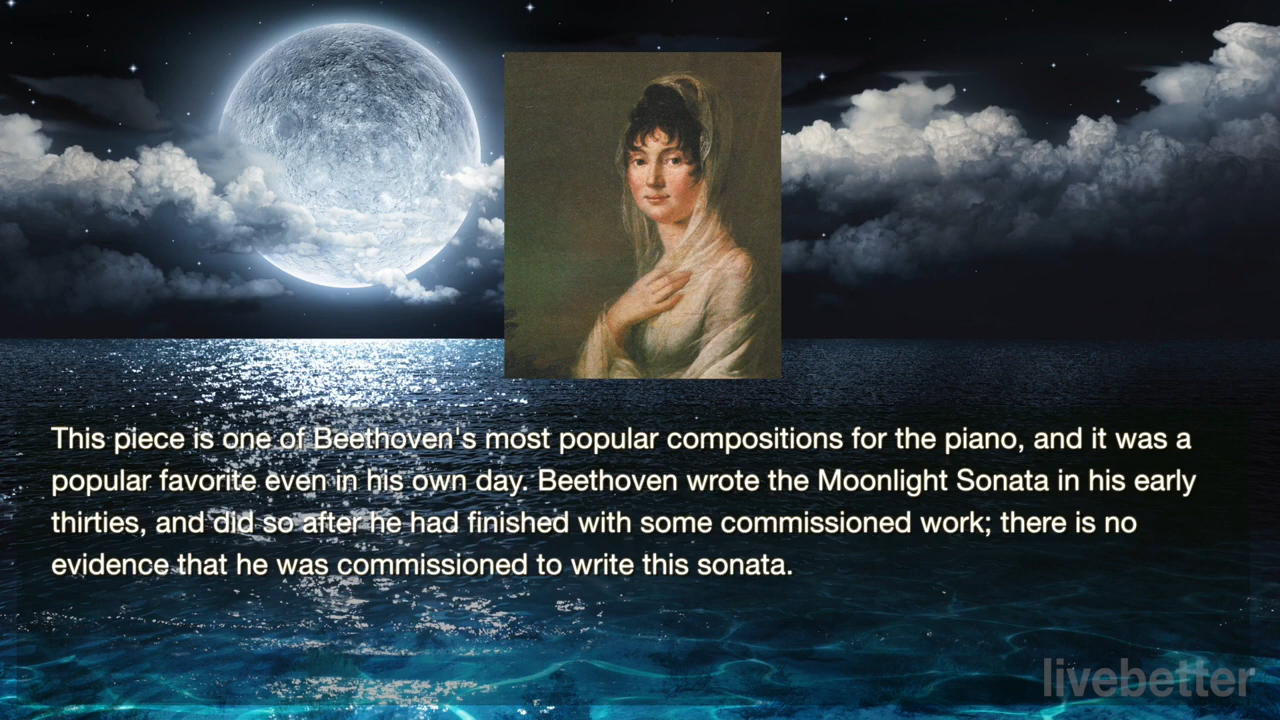 This piece is one of Beethoven's most popular compositions for the piano, and it was a
popular favorite even in his own day. Beethoven wrote the Moonlight Sonata in his early
thirties, and did so after he had finished with some commissioned work; there is no
evidence that he was commissioned to write this sonata.
livebetter